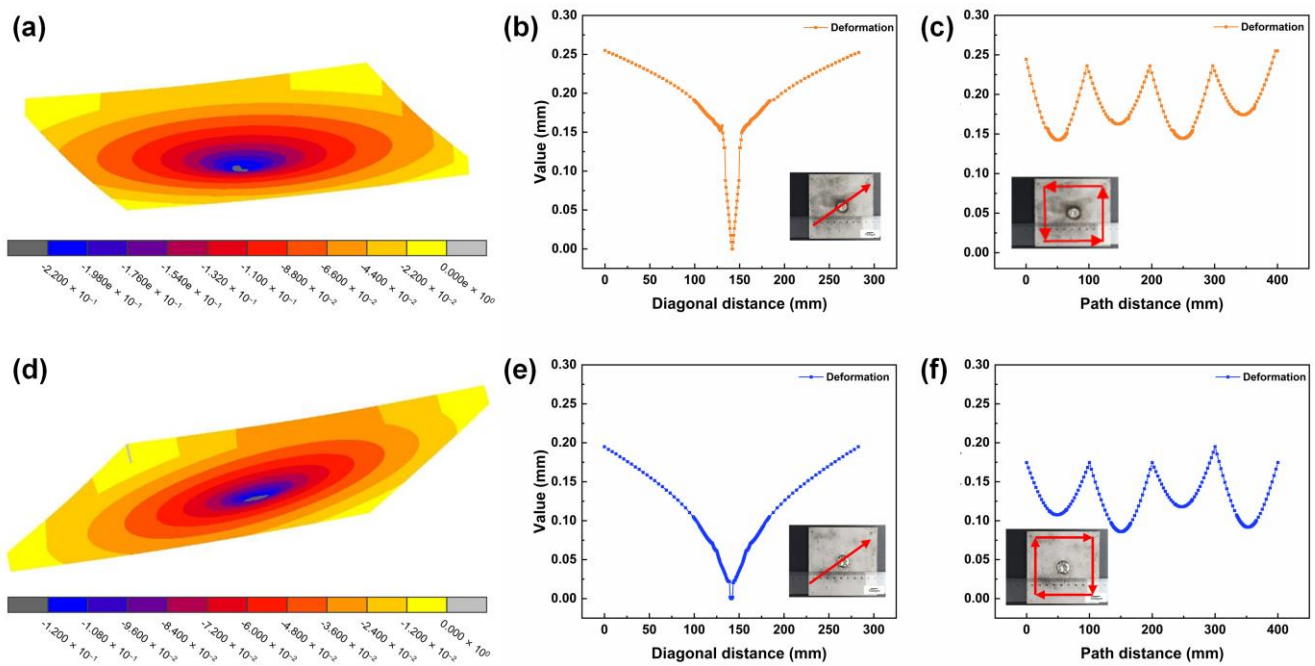 (a)
-2.200 × 10⁻¹
-1.980 × 10⁻¹
-1.760e × 10⁻¹
-1.540e × 10⁻¹
-1.320 × 10⁻¹
-1.100 × 10⁻¹
-8.800 × 10⁻²
-6.600 × 10⁻²
-4.400 × 10⁻²
-2.200 × 10⁻²
0.000e × 10⁰
(b)
Deformation
Value (mm)
0.30
0.25
0.20
0.15
0.10
0.05
0.00
0 50 100 150 200 250 300
Diagonal distance (mm)
(c)
Deformation
0.30
0.25
0.20
0.15
0.10
0.05
0.00
0 100 200 300 400
Path distance (mm)
(d)
-1.200 × 10⁻¹
-1.080 × 10⁻¹
-9.600 × 10⁻²
-8.400 × 10⁻²
-7.200 × 10⁻²
-6.000 × 10⁻²
-4.800 × 10⁻²
-3.600 × 10⁻²
-2.400 × 10⁻²
-1.200 × 10⁻²
0.000 × 10⁰
(e)
Deformation
Value (mm)
0.30
0.25
0.20
0.15
0.10
0.05
0.00
0 50 100 150 200 250 300
Diagonal distance (mm)
(f)
Deformation
0.30
0.25
0.20
0.15
0.10
0.05
0.00
0 100 200 300 400
Path distance (mm)